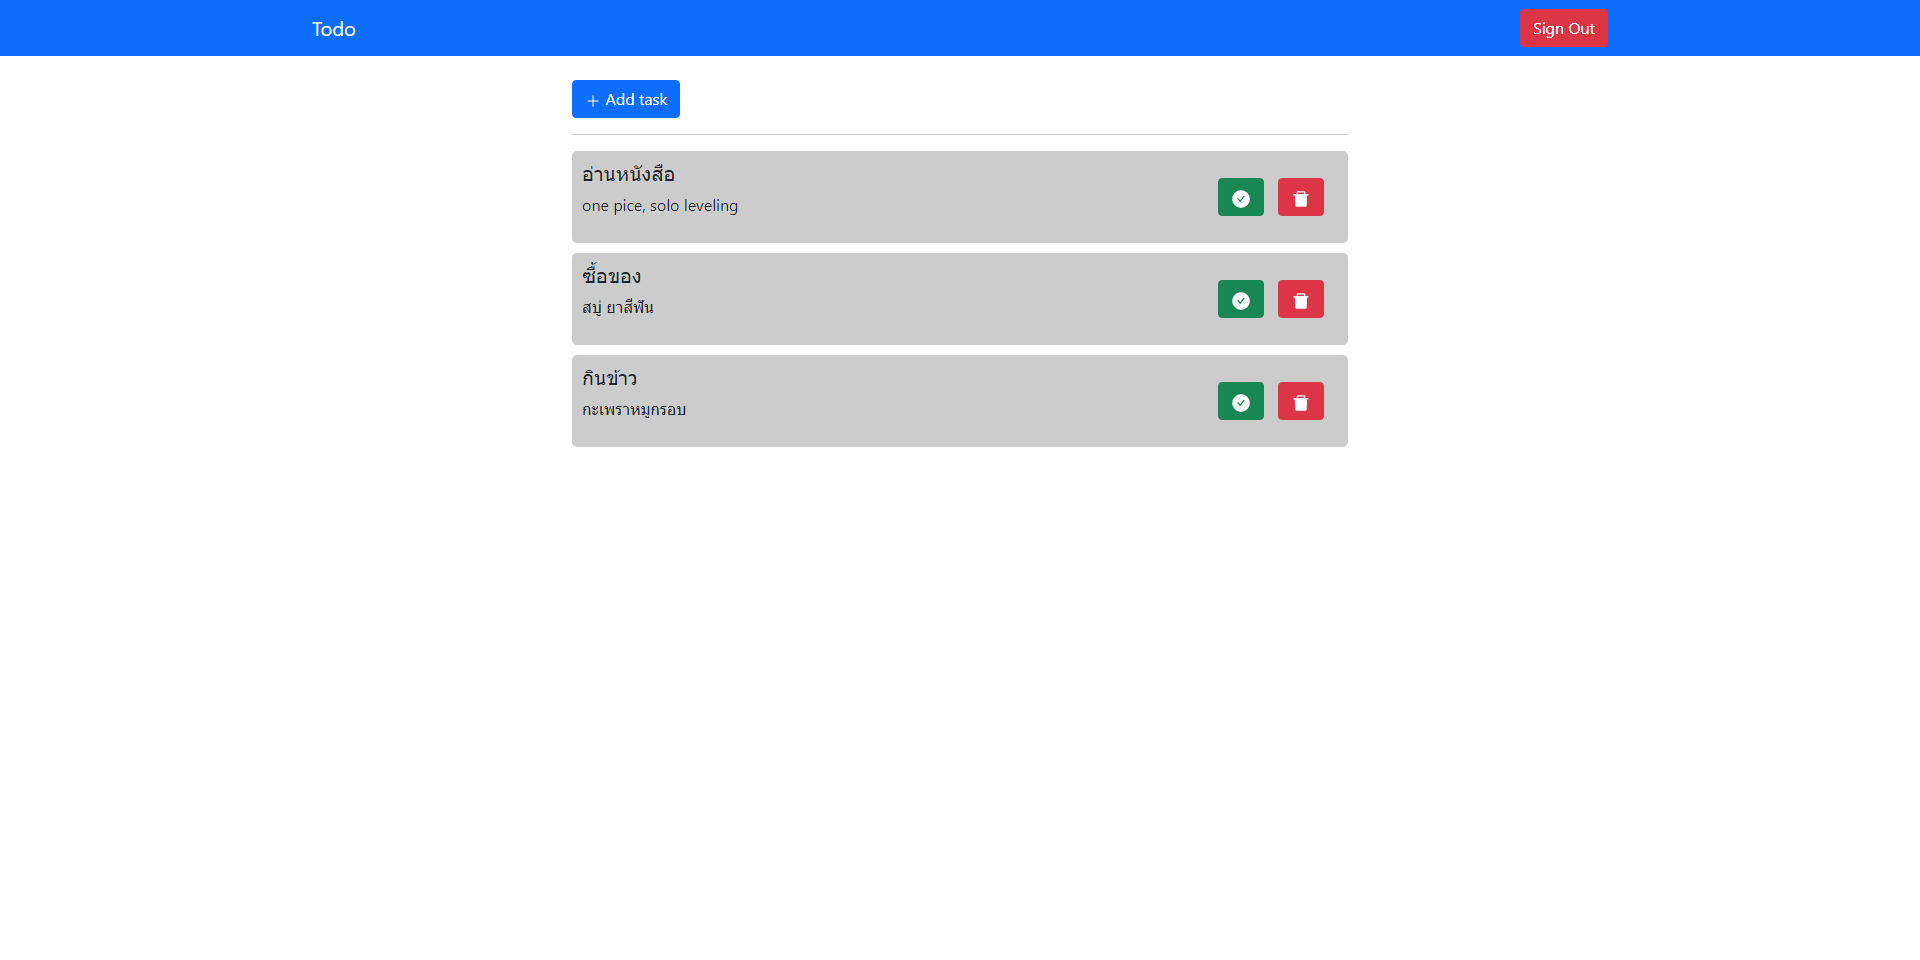 Todo
Sign Out
Add task
อ่านหนังสือ
one pice, solo leveling
ซื้อของ
สบู่ ยาสีฟัน
กินข้าว
กะเพราหมูกรอบ